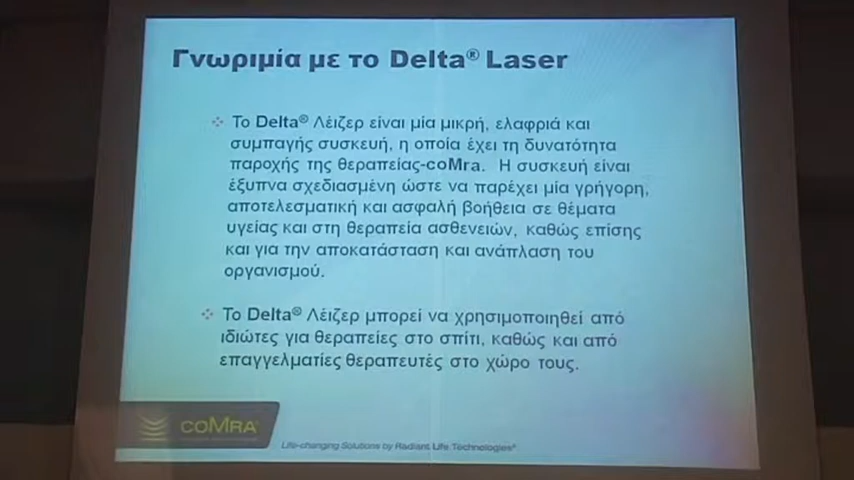 Γνωριμία με το Delta® Laser
Το Delta® Λέιζερ είναι μία μικρή, ελαφριά και
συμπαγής συσκευή, η οποία έχει τη δυνατότητα
παροχής της θεραπείας-coMra. Η συσκευή είναι
έξυπνα σχεδιασμένη ώστε να παρέχει μία γρήγορη,
αποτελεσματική και ασφαλή βοήθεια σε θέματα
υγείας και στη θεραπεία ασθενειών, καθώς επίσης
και για την αποκατάσταση και ανάπλαση του
οργανισμού.
Το Delta® Λέιζερ μπορεί να χρησιμοποιηθεί από
ιδιώτες για θεραπείες στο σπίτι, καθώς και από
επαγγελματίες θεραπευτές στο χώρο τους.
COMRA
Life-changing Solutions by Radiant Life Technologies®